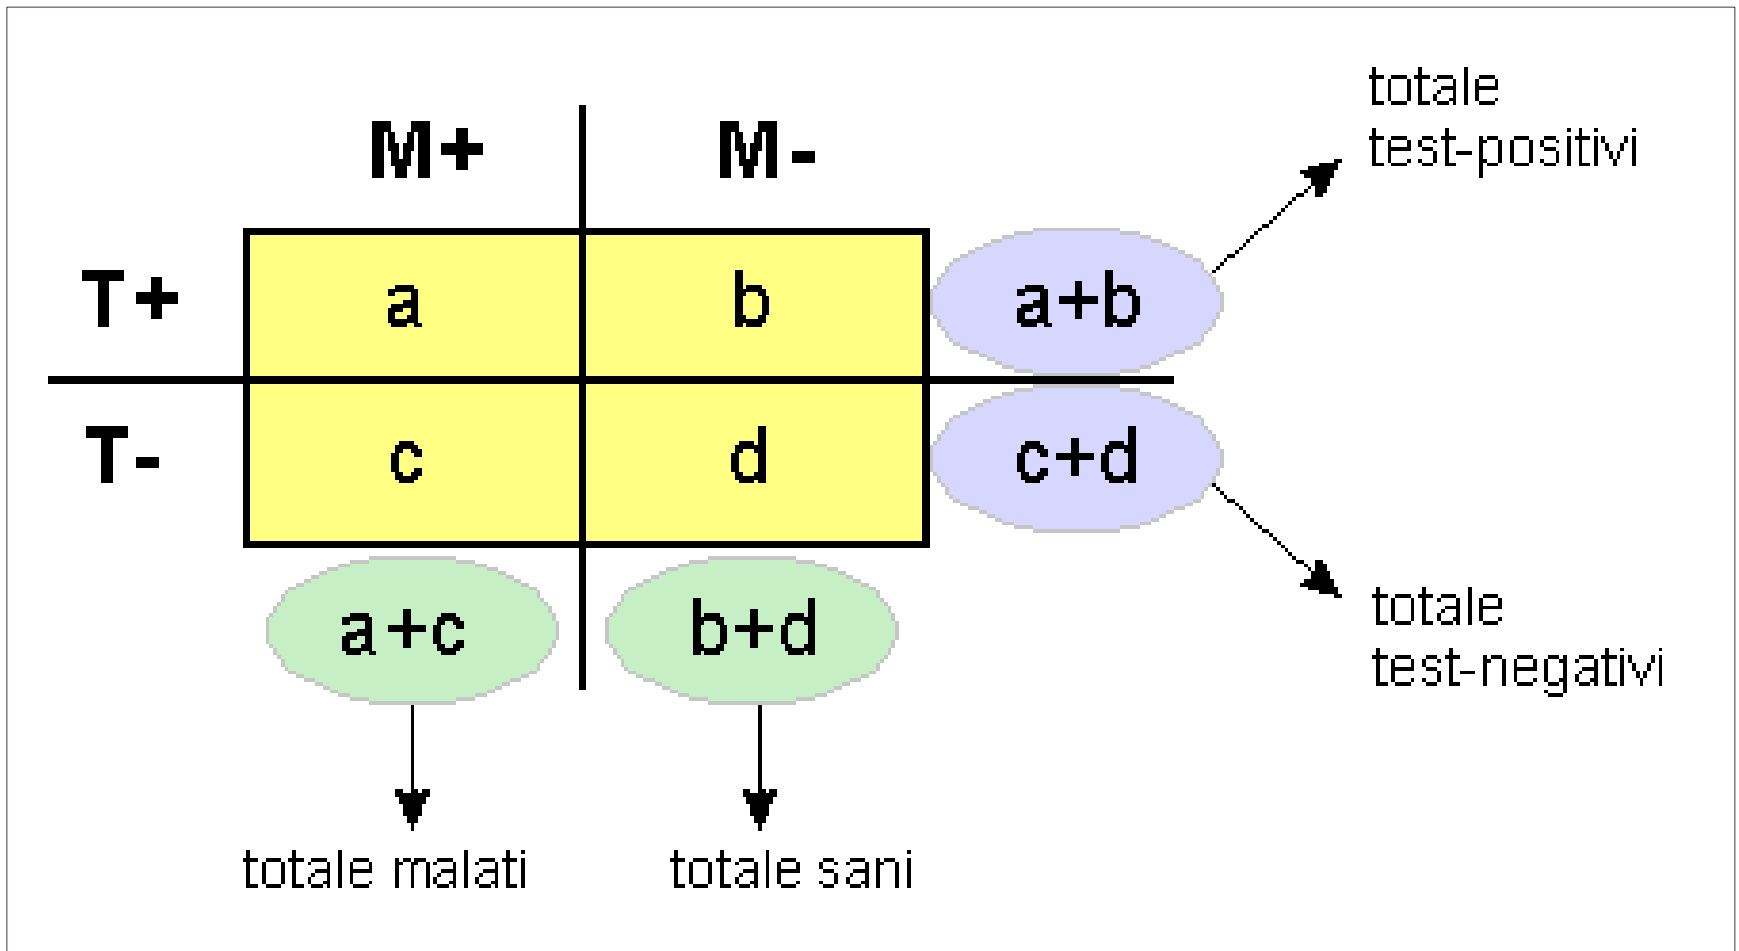 totale
test-positivi
M+ M-
T+ a b a+b
T- c d c+d
a+c b+d
totale
test-negativi
totale malati totale sani